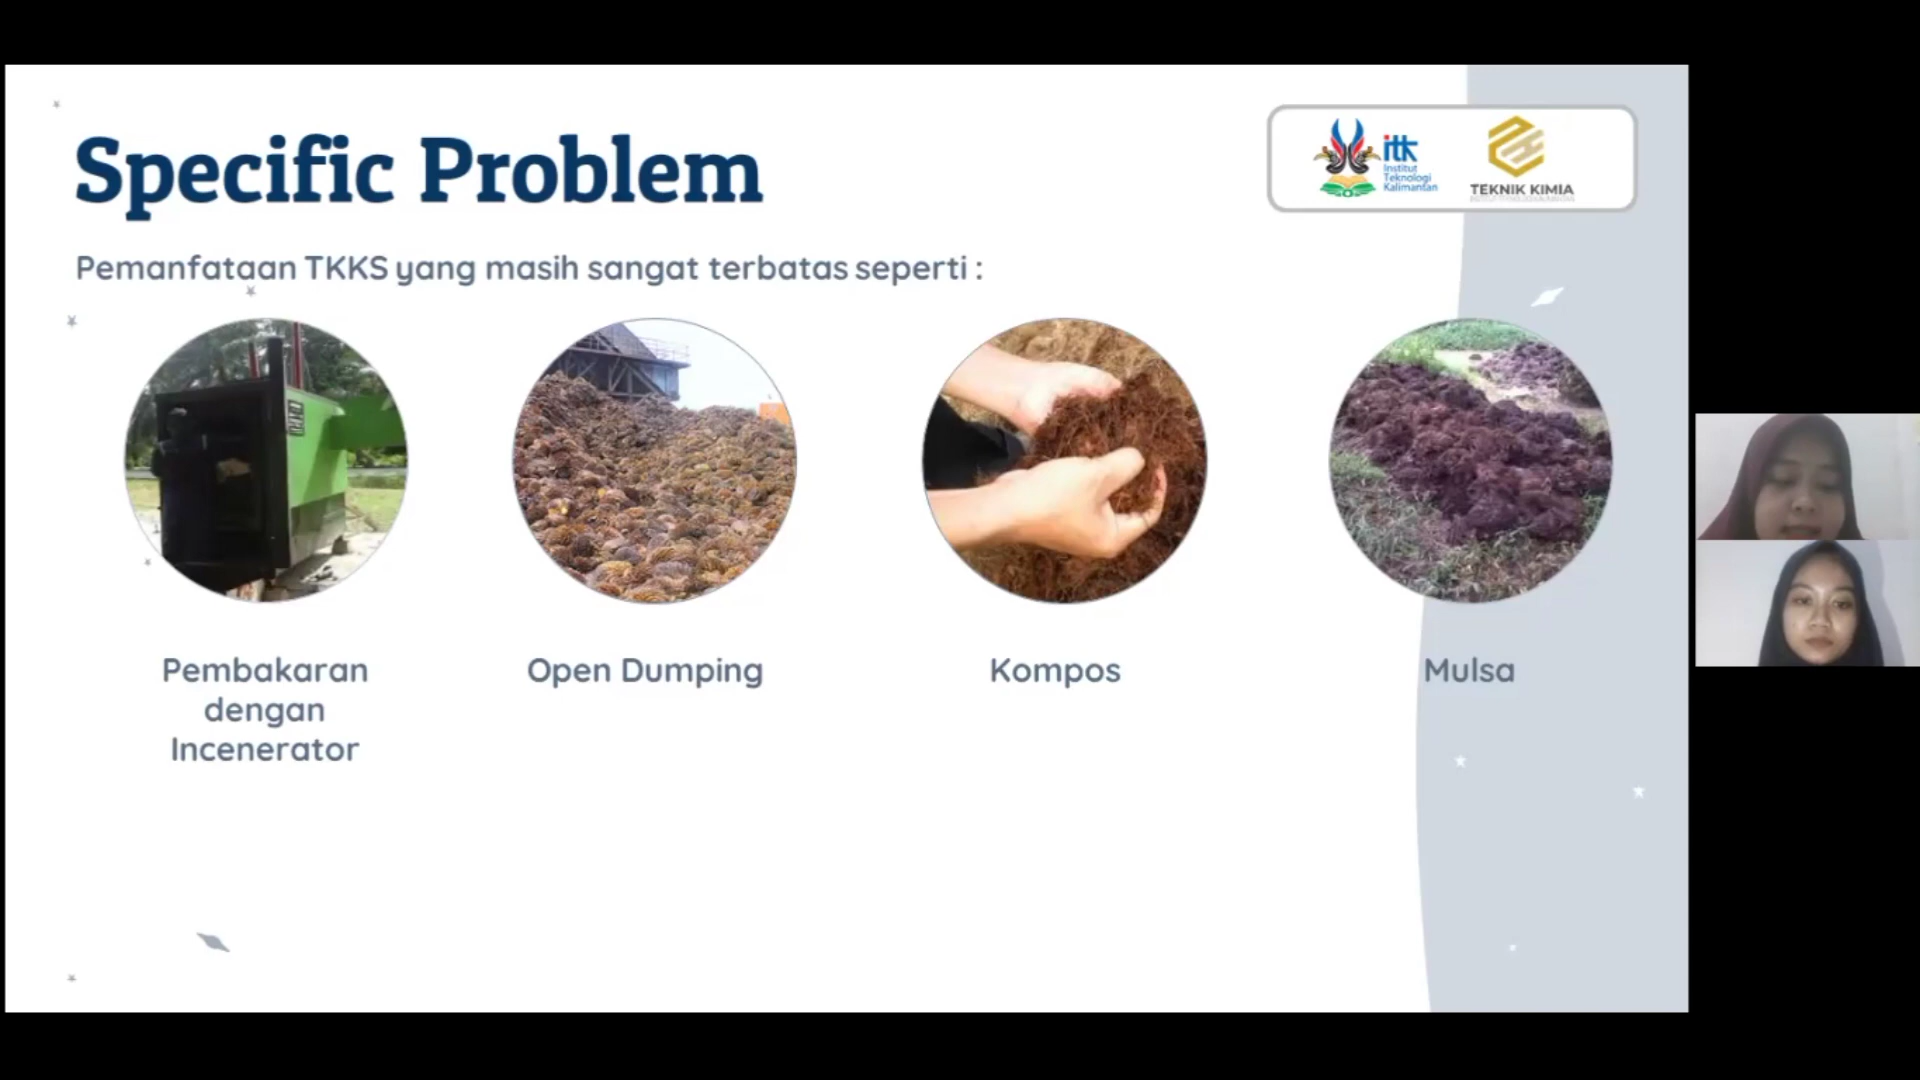 Specific Problem
itk
Institut
Teknologi
Kalimantan
TEKNIK KIMIA
Pemanfataan TKKS yang masih sangat terbatas seperti :
Pembakaran
dengan
Incenerator
Open Dumping
Kompos
Mulsa